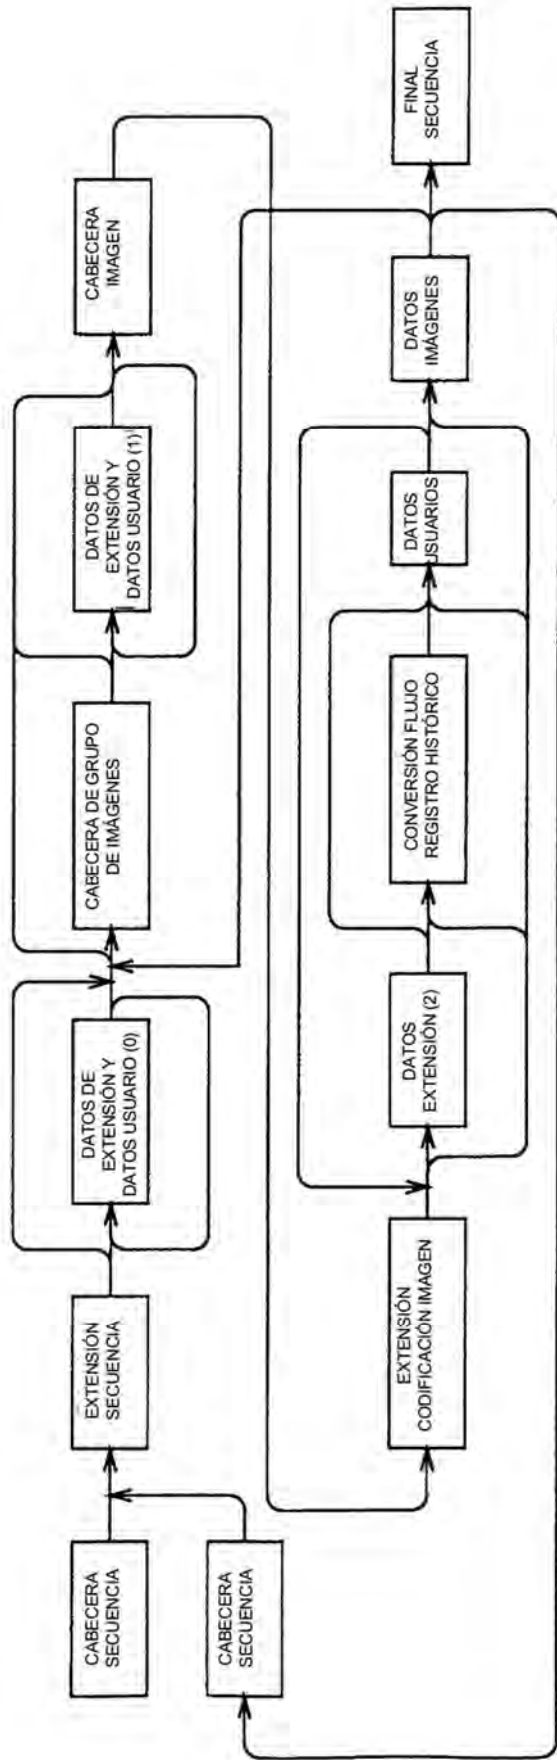 CABECERA
SECUENCIA
EXTENSIÓN
SECUENCIA
DATOS DE
EXTENSIÓN Y
DATOS USUARIO (0)
CABECERA DE GRUPO
DE IMÁGENES
DATOS DE
EXTENSIÓN Y
DATOS USUARIO (1)
CABECERA
IMAGEN
CABECERA
SECUENCIA
EXTENSIÓN
CODIFICACIÓN IMAGEN
DATOS
EXTENSIÓN (2)
CONVERSIÓN FLUJO
REGISTRO HISTÓRICO
DATOS
USUARIOS
DATOS
IMÁGENES
FINAL
SECUENCIA